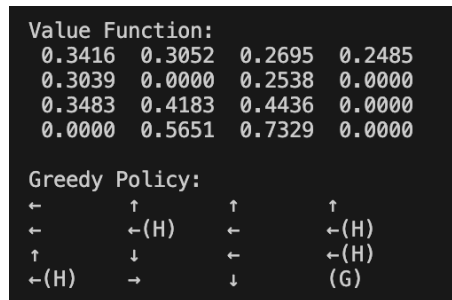 Value Function:
0.3416 0.3052 0.2695 0.2485
0.3039 0.0000 0.2538 0.0000
0.3483 0.4183 0.4436 0.0000
0.0000 0.5651 0.7329 0.0000
Greedy Policy:
← ↑ ↑ ↑
← ←(H) ← ←(H)
↑ ↓ ← ←(H)
←(H) → ↓ (G)